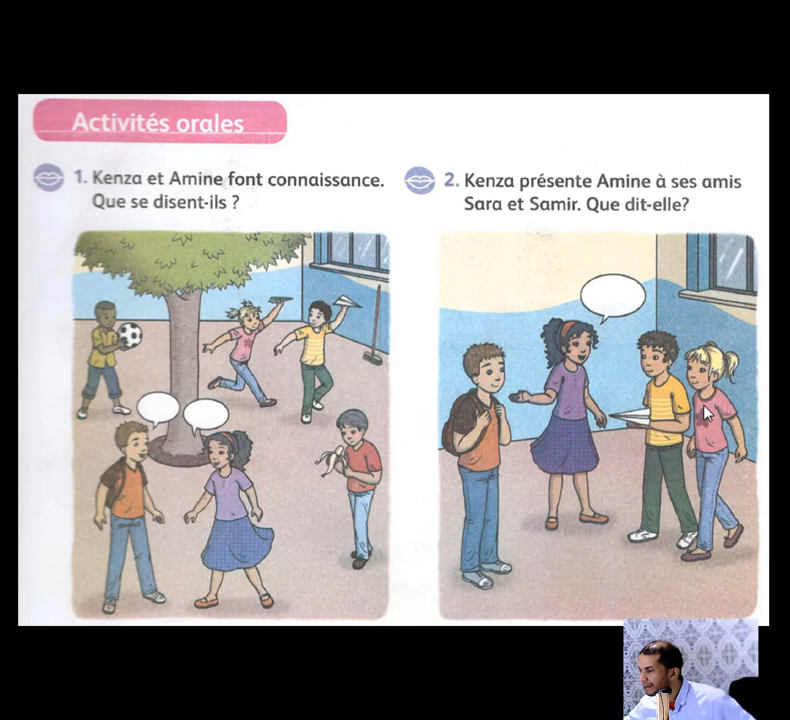 Activités orales
1. Kenza et Amine font connaissance.
Que se disent-ils ?
2. Kenza présente Amine à ses amis
Sara et Samir. Que dit-elle?